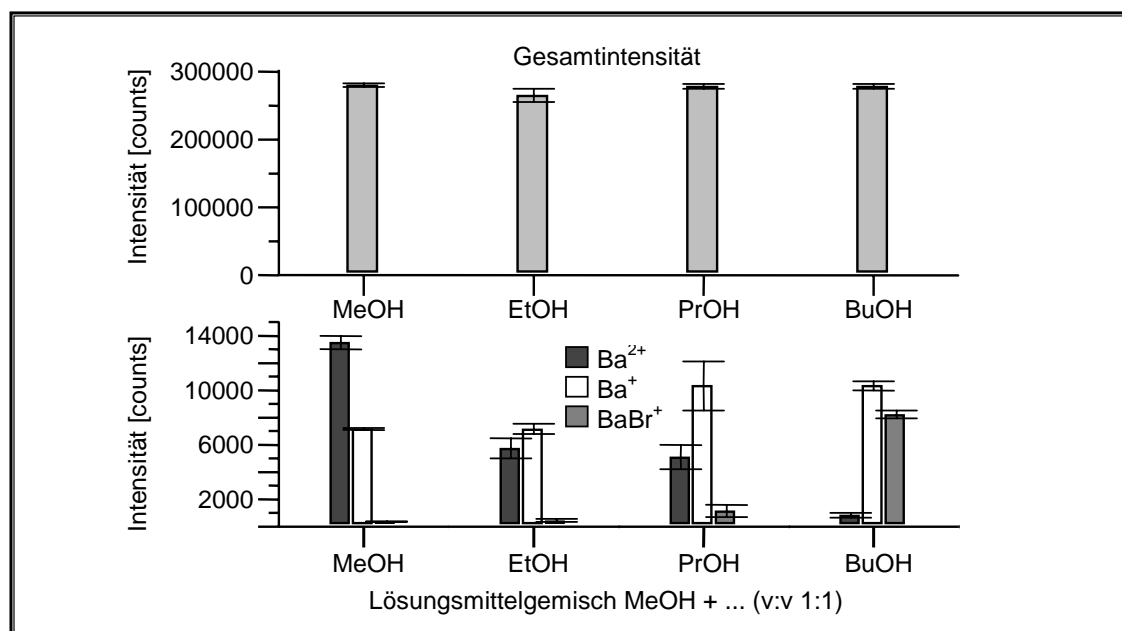 Gesamtintensität
Intensität [counts]
300000
200000
100000
0
MeOH EtOH PrOH BuOH
Intensität [counts]
14000
10000
6000
2000
Ba²⁺
Ba⁺
BaBr⁺
MeOH EtOH PrOH BuOH
Lösungsmittelgemisch MeOH + ... (v:v 1:1)